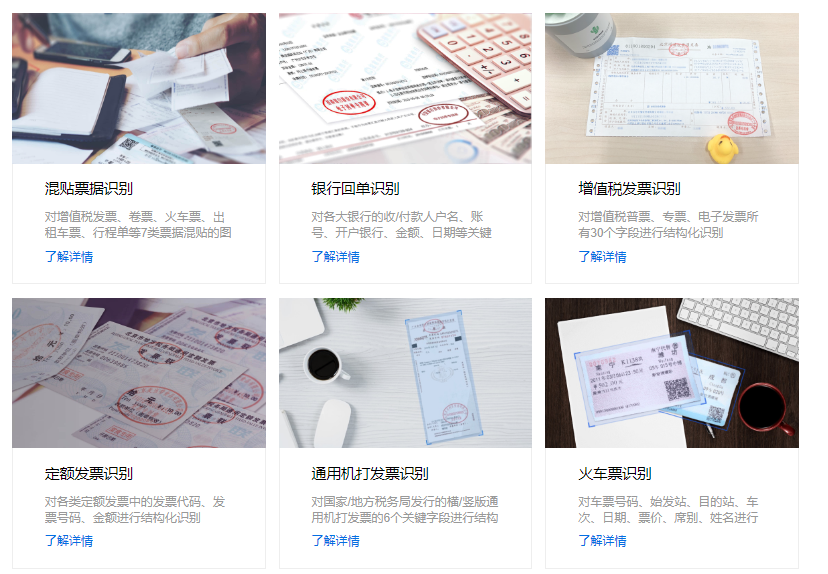 混贴票据识别
对增值税发票、卷票、火车票、出
租车票、行程单等7类票据混贴的图
了解详情
银行回单识别
对各大银行的收/付款人户名、账
号、开户银行、金额、日期等关键
了解详情
增值税发票识别
对增值税普票、专票、电子发票所
有30个字段进行结构化识别
了解详情
定额发票识别
对各类定额发票中的发票代码、发
票号码、金额进行结构化识别
了解详情
通用机打发票识别
对国家/地方税务局发行的横/竖版通
用机打发票的6个关键字段进行结构
了解详情
火车票识别
对车票号码、始发站、目的站、车
次、日期、票价、席别、姓名进行
了解详情